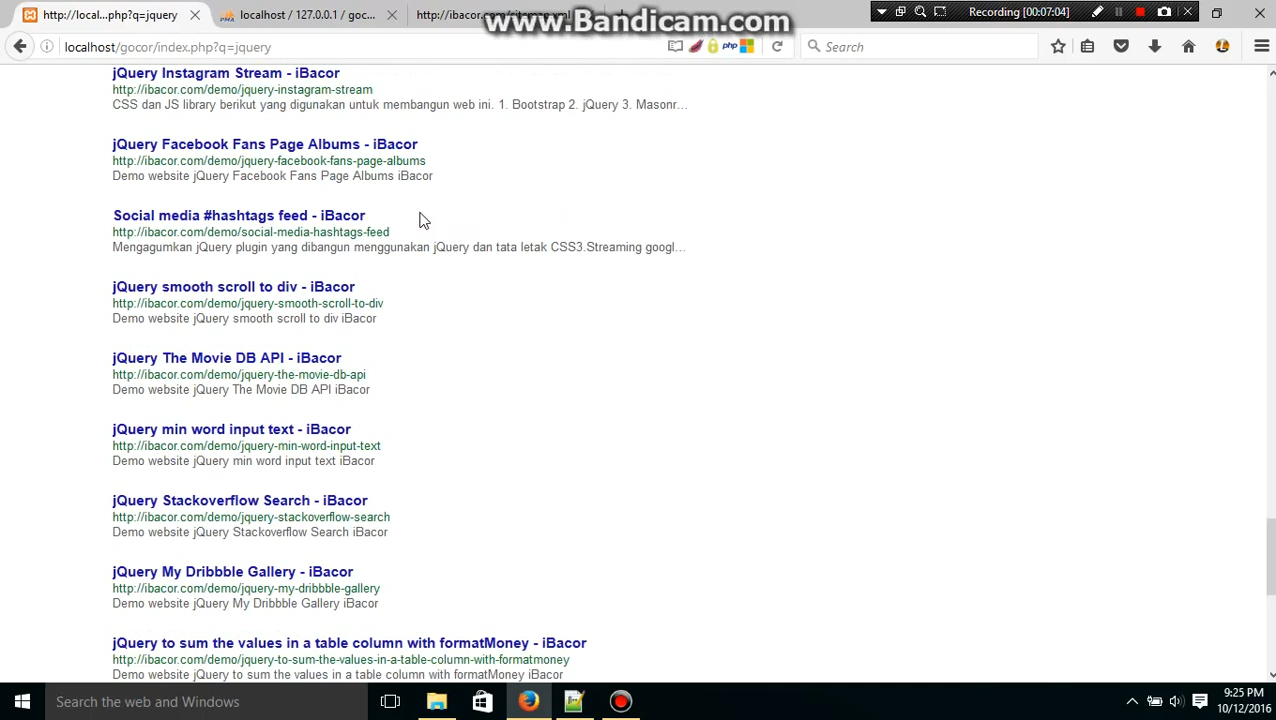 http://local...php?q=jquery
localhost / 127.0.0.1 / goc...
www.Bandicam.com
Recording [00:07:04]
localhost/gocor/index.php?q=jquery
php
Search
jQuery Instagram Stream - iBacor
http://ibacor.com/demo/jquery-instagram-stream
CSS dan JS library berikut yang digunakan untuk membangun web ini. 1. Bootstrap 2. jQuery 3. Masonr...
jQuery Facebook Fans Page Albums - iBacor
http://ibacor.com/demo/jquery-facebook-fans-page-albums
Demo website jQuery Facebook Fans Page Albums iBacor
Social media #hashtags feed - iBacor
http://ibacor.com/demo/social-media-hashtags-feed
Mengagumkan jQuery plugin yang dibangun menggunakan jQuery dan tata letak CSS3.Streaming googl...
jQuery smooth scroll to div - iBacor
http://ibacor.com/demo/jquery-smooth-scroll-to-div
Demo website jQuery smooth scroll to div iBacor
jQuery The Movie DB API - iBacor
http://ibacor.com/demo/jquery-the-movie-db-api
Demo website jQuery The Movie DB API iBacor
jQuery min word input text - iBacor
http://ibacor.com/demo/jquery-min-word-input-text
Demo website jQuery min word input text iBacor
jQuery Stackoverflow Search - iBacor
http://ibacor.com/demo/jquery-stackoverflow-search
Demo website jQuery Stackoverflow Search iBacor
jQuery My Dribbble Gallery - iBacor
http://ibacor.com/demo/jquery-my-dribbble-gallery
Demo website jQuery My Dribbble Gallery iBacor
jQuery to sum the values in a table column with formatMoney - iBacor
http://ibacor.com/demo/jquery-to-sum-the-values-in-a-table-column-with-formatmoney
Demo website jQuery to sum the values in a table column with formatMoney iBacor
Search the web and Windows
9:25 PM
10/12/2016